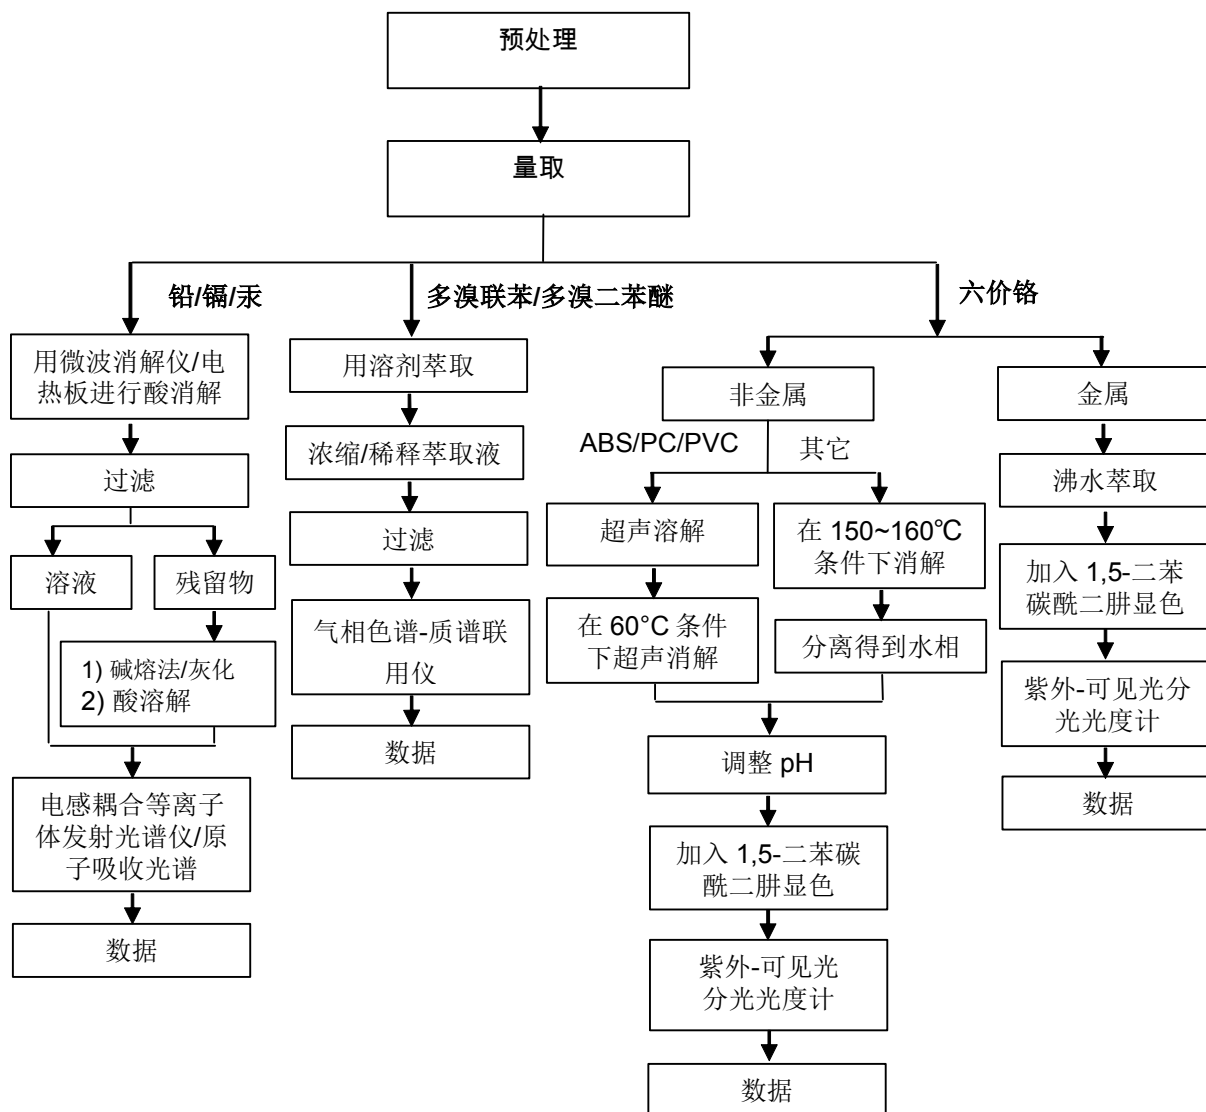 预处理
量取
铅/镉/汞
多溴联苯/多溴二苯醚
六价铬
用微波消解仪/电
热板进行酸消解
过滤
溶液
残留物
1) 碱熔法/灰化
2) 酸溶解
电感耦合等离子
体发射光谱仪/原
子吸收光谱
数据
用溶剂萃取
浓缩/稀释萃取液
过滤
气相色谱-质谱联
用仪
数据
非金属
ABS/PC/PVC
其它
超声溶解
在 60°C 条件
下超声消解
在 150~160℃
条件下消解
分离得到水相
调整 pH
加入 1,5-二苯碳
酰二肼显色
紫外-可见光
分光光度计
数据
金属
沸水萃取
加入 1,5-二苯
碳酰二肼显色
紫外-可见光分
光光度计
数据